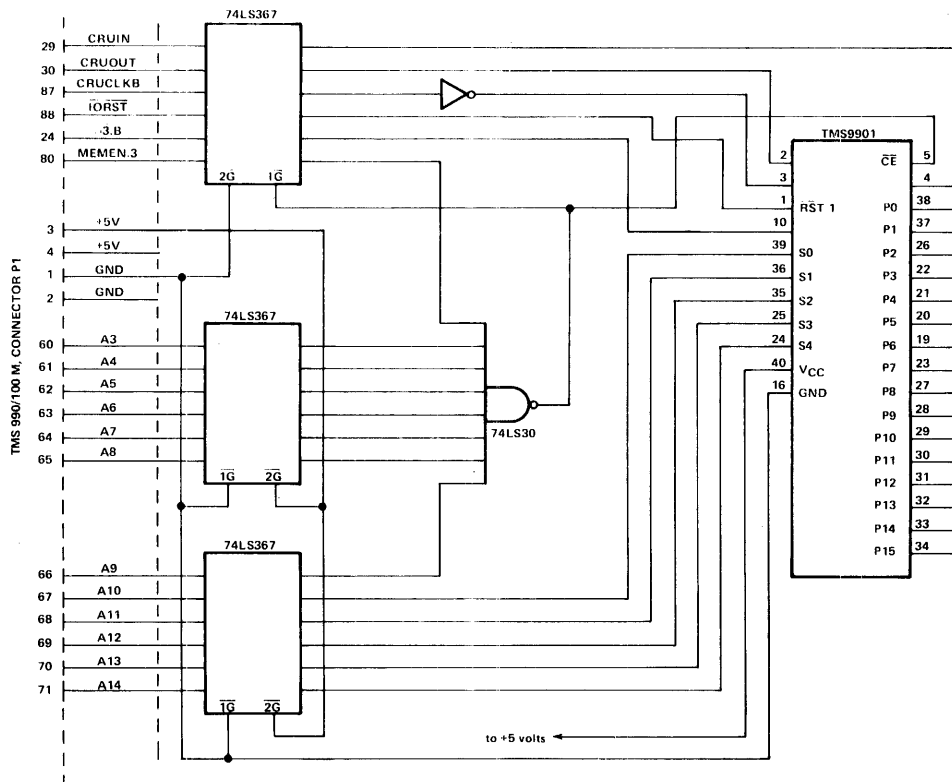 74LS367
29 CRUIN
30 CRUOUT
87 CRUCLKB
88 IORST
24 -3.B
80 MEMEN.3
2G 1G
3 +5V
4 +5V
1 GND
2 GND
TMS 990/100 M, CONNECTOR P1
74LS367
60 A3
61 A4
62 A5
63 A6
64 A7
65 A8
1G 2G
74LS30
74LS367
66 A9
67 A10
68 A11
69 A12
70 A13
71 A14
1G 2G
to +5 volts
TMS9901
2 CE 5
3 4
1 RST 1 P0 38
10 P1 37
39 S0 P2 26
36 S1 P3 22
35 S2 P4 21
25 S3 P5 20
24 S4 P6 19
40 VCC P7 23
16 GND P8 27
P9 28
P10 29
P11 30
P12 31
P13 32
P14 33
P15 34